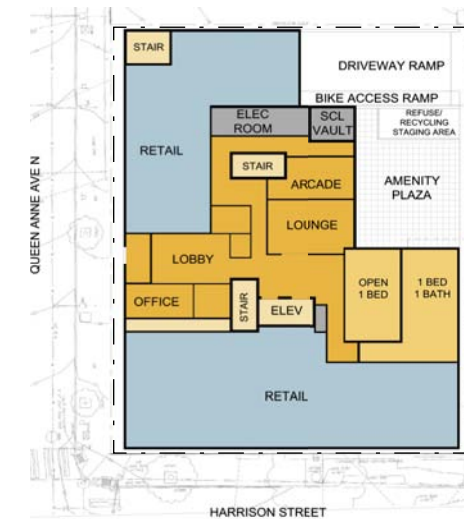 STAIR
DRIVEWAY RAMP
BIKE ACCESS RAMP
ELEC
ROOM
SCL
VAULT
REFUSE/
RECYCLING
STAGING AREA
RETAIL
STAIR
ARCADE
AMENITY
PLAZA
QUEEN ANNE AVE N
LOUNGE
LOBBY
OPEN
1 BED
1 BED
1 BATH
OFFICE
STAIR
ELEV
RETAIL
HARRISON STREET